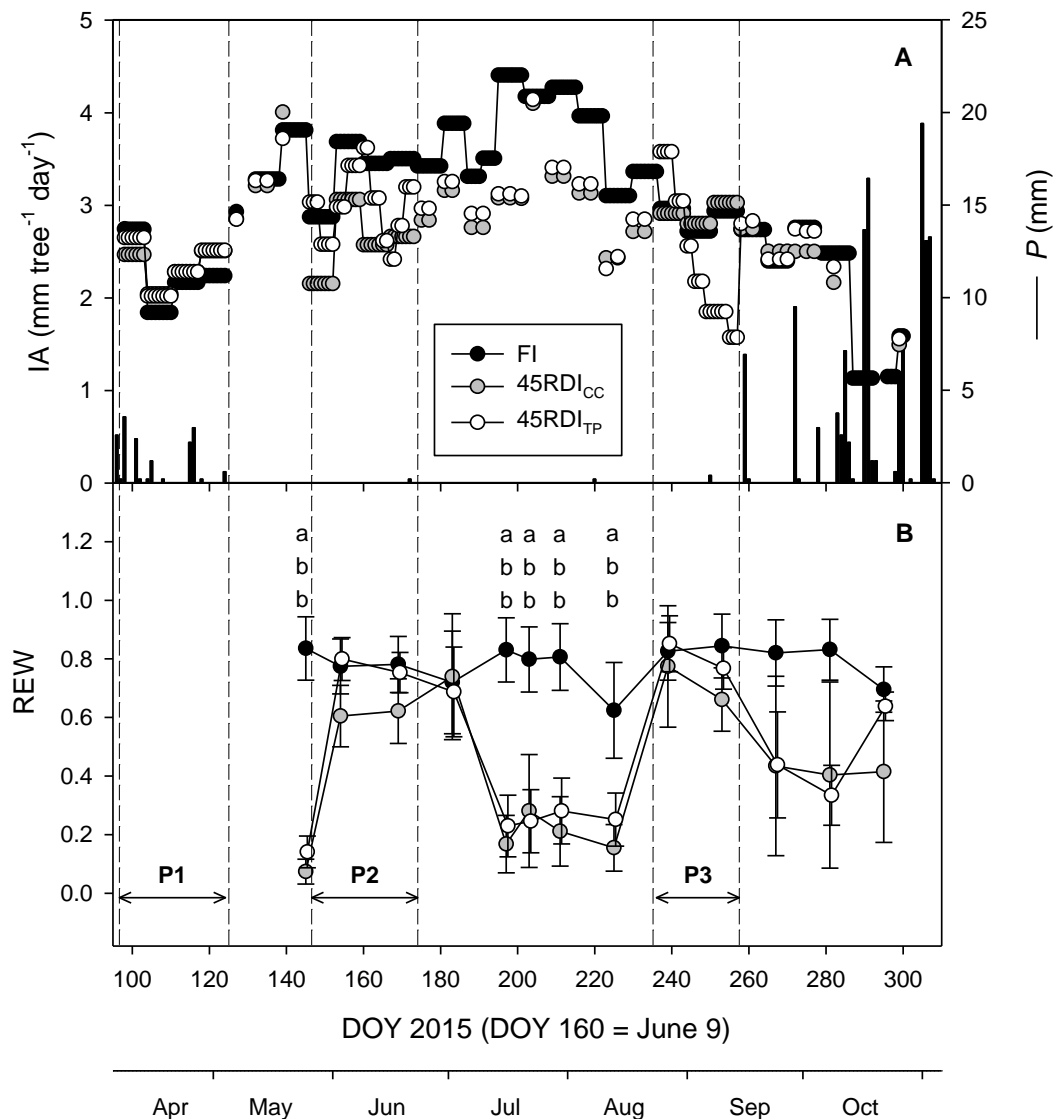 5
4
3
2
1
0
IA (mm tree⁻¹ day⁻¹)
A
25
20
15
10
5
0
P (mm)
FI
45RDI_CC
45RDI_TP
B
1.2
1.0
0.8
0.6
0.4
0.2
0.0
REW
a a a a a
b b b b b
b b b b b
P1 P2 P3
100 120 140 160 180 200 220 240 260 280 300
DOY 2015 (DOY 160 = June 9)
Apr May Jun Jul Aug Sep Oct